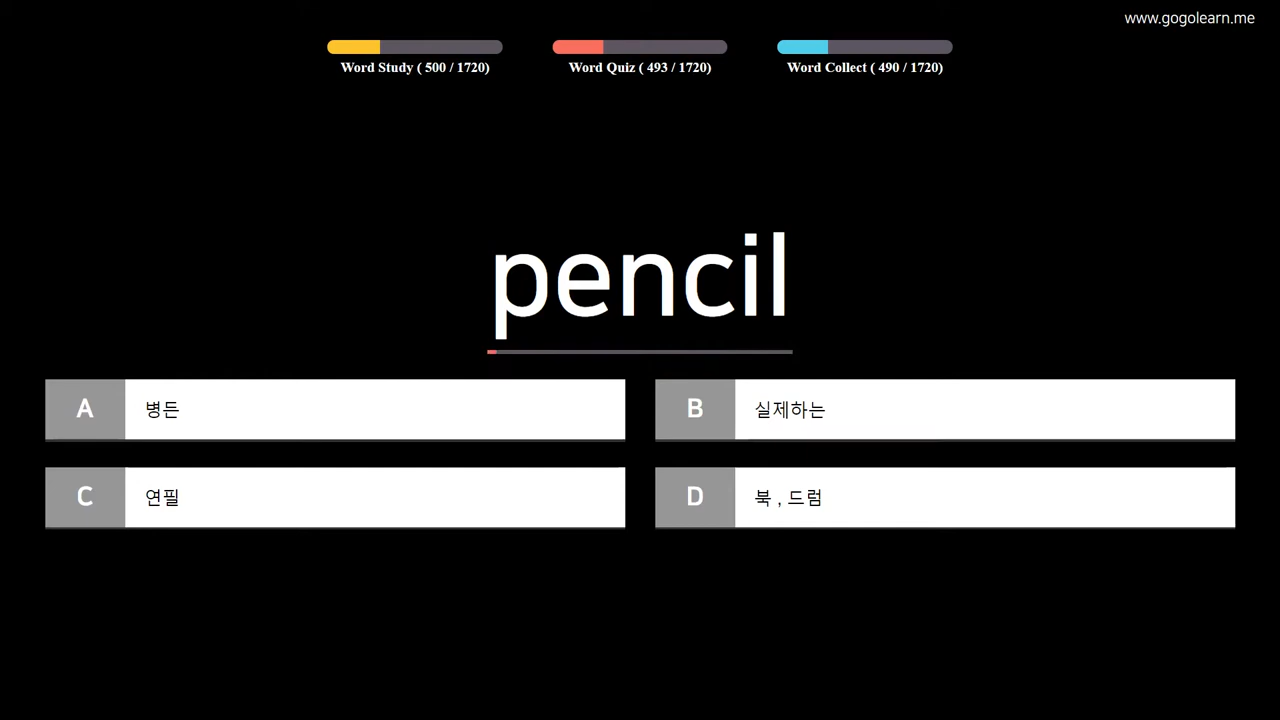 www.gogolearn.me
Word Study ( 500 / 1720)
Word Quiz ( 493 / 1720)
Word Collect ( 490 / 1720)
pencil
A 병든
B 실제하는
C 연필
D 북 , 드럼